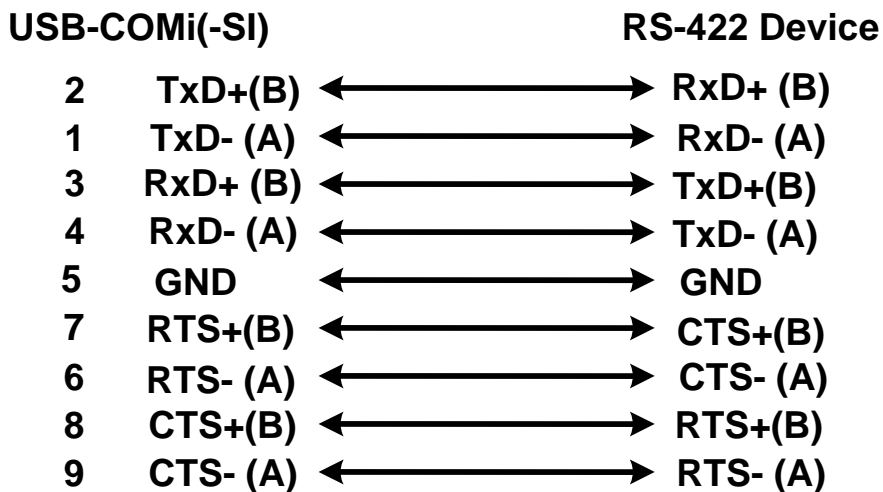 USB-COMi(-SI) RS-422 Device
2 TxD+(B) RxD+ (B)
1 TxD- (A) RxD- (A)
3 RxD+ (B) TxD+(B)
4 RxD- (A) TxD- (A)
5 GND GND
7 RTS+(B) CTS+(B)
6 RTS- (A) CTS- (A)
8 CTS+(B) RTS+(B)
9 CTS- (A) RTS- (A)